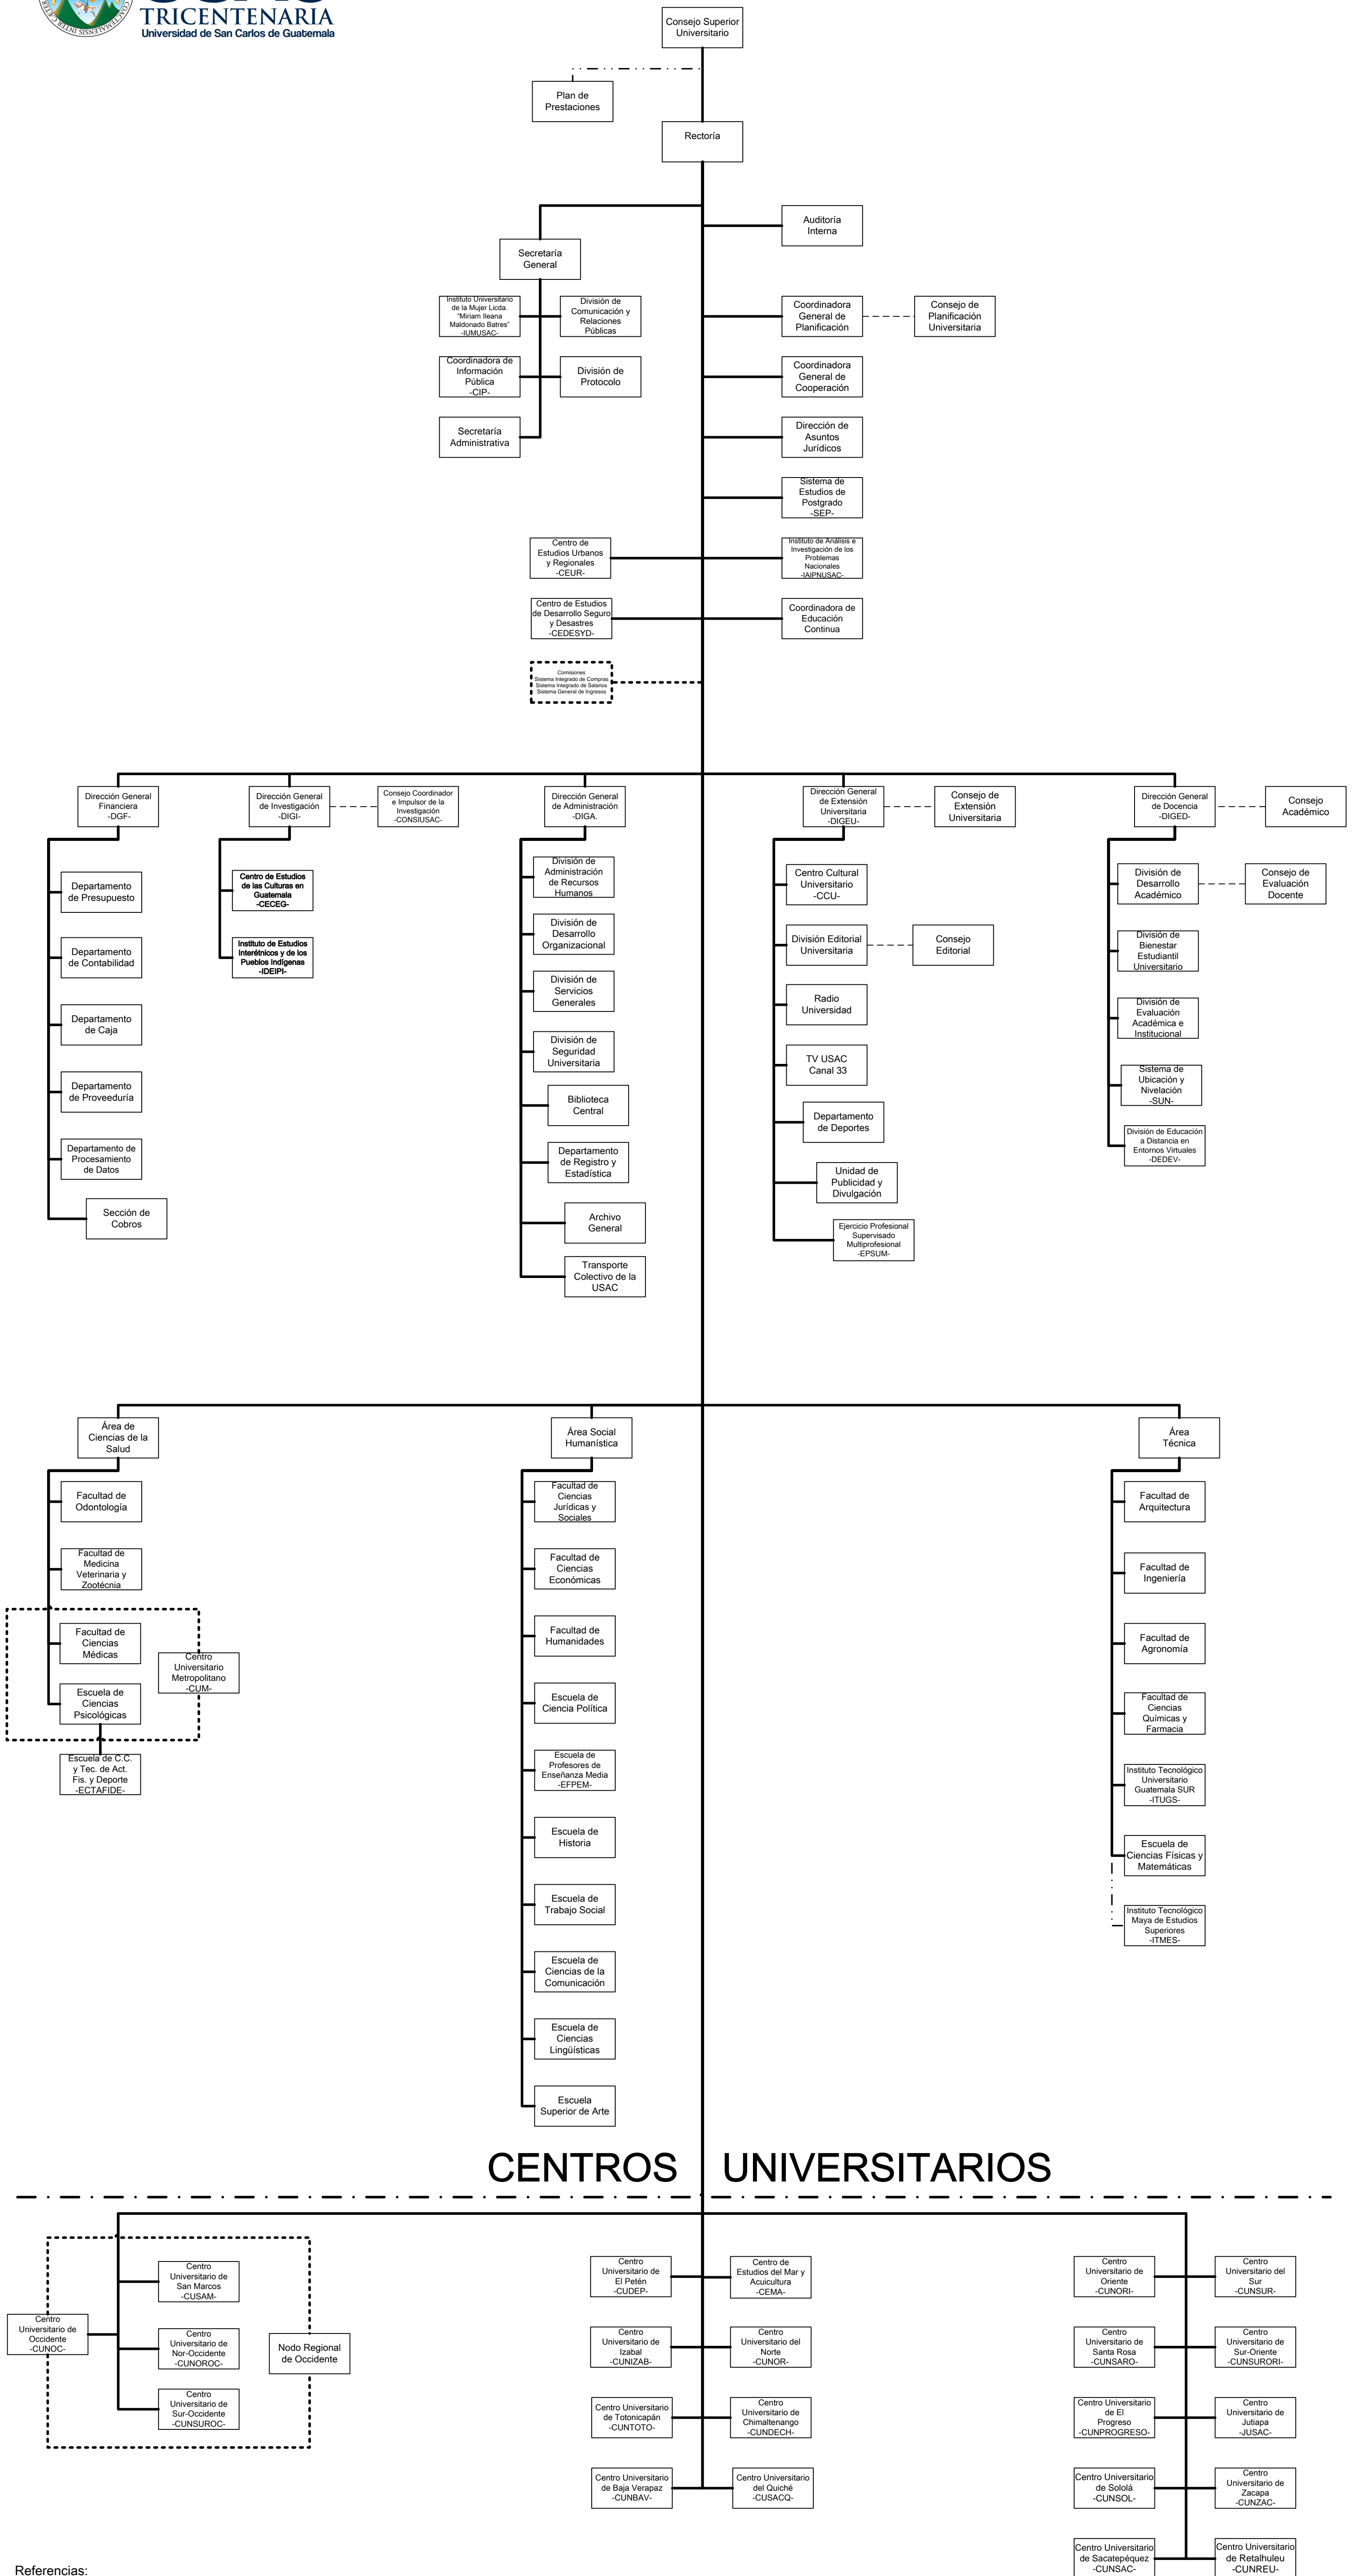 TRICENTENARIA
Universidad de San Carlos de Guatemala
Consejo Superior
Universitario
Plan de
Prestaciones
Rectoría
Auditoría
Interna
Secretaría
General
Instituto Universitario
de la Mujer Licda.
"Miriam Ileana
Maldonado Batres"
-IUMUSAC-
División de
Comunicación y
Relaciones
Públicas
Coordinadora
General de
Planificación
Consejo de
Planificación
Universitaria
Coordinadora de
Información
Pública
-CIP-
División de
Protocolo
Coordinadora
General de
Cooperación
Secretaría
Administrativa
Dirección de
Asuntos
Jurídicos
Sistema de
Estudios de
Postgrado
-SEP-
Centro de
Estudios Urbanos
y Regionales
-CEUR-
Instituto de Análisis e
Investigación de los
Problemas
Nacionales
-IAIPNUSAC-
Centro de Estudios
de Desarrollo Seguro
y Desastres
-CEDESYD-
Coordinadora de
Educación
Continua
Comisiones
Sistema Integrado de Compras
Sistema Integrado de Salarios
Sistema General de Ingresos
Dirección General
Financiera
-DGF-
Dirección General
de Investigación
-DIGI-
Consejo Coordinador
e Impulsor de la
Investigación
-CONSIUSAC-
Dirección General
de Administración
-DIGA.
Dirección General
de Extensión
Universitaria
-DIGEU-
Consejo de
Extensión
Universitaria
Dirección General
de Docencia
-DIGED-
Consejo
Académico
Departamento
de Presupuesto
Departamento
de Contabilidad
Departamento
de Caja
Departamento
de Proveeduría
Departamento de
Procesamiento
de Datos
Sección de
Cobros
Centro de Estudios
de las Culturas en
Guatemala
-CECEG-
Instituto de Estudios
Interétnicos y de los
Pueblos Indígenas
-IDEIPI-
División de
Administración
de Recursos
Humanos
División de
Desarrollo
Organizacional
División de
Servicios
Generales
División de
Seguridad
Universitaria
Biblioteca
Central
Departamento
de Registro y
Estadística
Archivo
General
Transporte
Colectivo de la
USAC
Centro Cultural
Universitario
-CCU-
División Editorial
Universitaria
Consejo
Editorial
Radio
Universidad
TV USAC
Canal 33
Departamento
de Deportes
Unidad de
Publicidad y
Divulgación
Ejercicio Profesional
Supervisado
Multiprofesional
-EPSUM-
División de
Desarrollo
Académico
Consejo de
Evaluación
Docente
División de
Bienestar
Estudiantil
Universitario
División de
Evaluación
Académica e
Institucional
Sistema de
Ubicación y
Nivelación
-SUN-
División de Educación
a Distancia en
Entornos Virtuales
-DEDEV-
Área de
Ciencias de la
Salud
Área Social
Humanística
Área
Técnica
Facultad de
Odontología
Facultad de
Medicina
Veterinaria y
Zootécnia
Facultad de
Ciencias
Médicas
Centro
Universitario
Metropolitano
-CUM-
Escuela de
Ciencias
Psicológicas
Escuela de C.C.
y Tec. de Act.
Fis. y Deporte
-ECTAFIDE-
Facultad de
Ciencias
Jurídicas y
Sociales
Facultad de
Ciencias
Económicas
Facultad de
Humanidades
Escuela de
Ciencia Política
Escuela de
Profesores de
Enseñanza Media
-EFPEM-
Escuela de
Historia
Escuela de
Trabajo Social
Escuela de
Ciencias de la
Comunicación
Escuela de
Ciencias
Lingüísticas
Escuela
Superior de Arte
Facultad de
Arquitectura
Facultad de
Ingeniería
Facultad de
Agronomía
Facultad de
Ciencias
Químicas y
Farmacia
Instituto Tecnológico
Universitario
Guatemala SUR
-ITUGS-
Escuela de
Ciencias Físicas y
Matemáticas
Instituto Tecnológico
Maya de Estudios
Superiores
-ITMES-
CENTROS UNIVERSITARIOS
Centro
Universitario de
Occidente
-CUNOC-
Centro
Universitario de
San Marcos
-CUSAM-
Centro
Universitario de
Nor-Occidente
-CUNOROC-
Centro
Universitario de
Sur-Occidente
-CUNSUROC-
Nodo Regional
de Occidente
Centro
Universitario de
El Petén
-CUDEP-
Centro de
Estudios del Mar y
Acuicultura
-CEMA-
Centro
Universitario de
Izabal
-CUNIZAB-
Centro
Universitario del
Norte
-CUNOR-
Centro Universitario
de Totonicapán
-CUNTOTO-
Centro
Universitario de
Chimaltenango
-CUNDECH-
Centro Universitario
de Baja Verapaz
-CUNBAV-
Centro Universitario
del Quiché
-CUSACQ-
Centro
Universitario de
Oriente
-CUNORI-
Centro
Universitario del
Sur
-CUNSUR-
Centro
Universitario de
Santa Rosa
-CUNSARO-
Centro
Universitario de
Sur-Oriente
-CUNSURORI-
Centro Universitario
de El
Progreso
-CUNPROGRESO-
Centro
Universitario de
Jutiapa
-JUSAC-
Centro Universitario
de Sololá
-CUNSOL-
Centro
Universitario de
Zacapa
-CUNZAC-
Centro Universitario
de Sacatepéquez
-CUNSAC-
Centro Universitario
de Retalhuleu
-CUNREU-
Referencias: